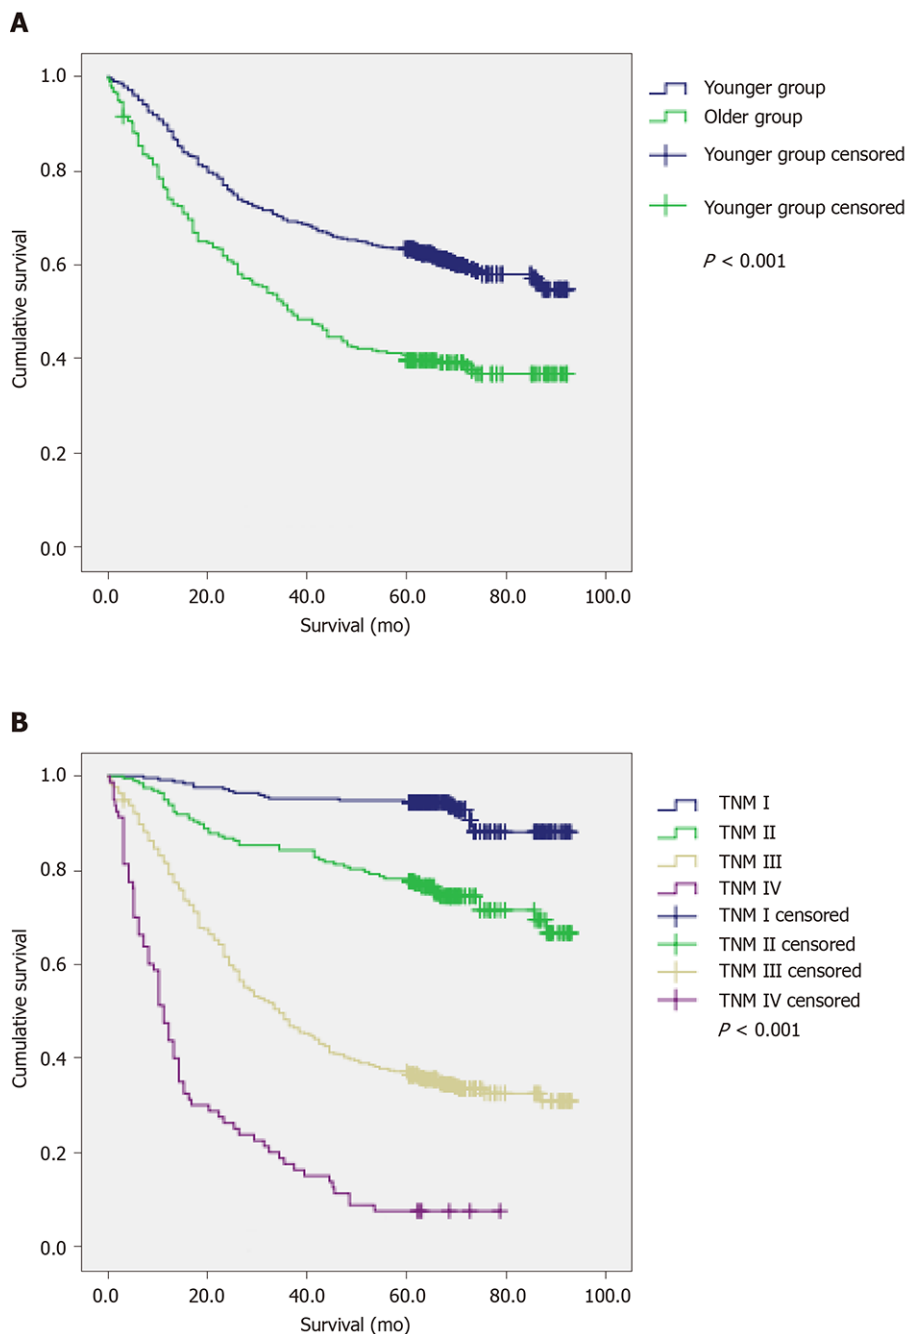 A
1.0
0.8
0.6
0.4
0.2
0.0
Cumulative survival
0.0 20.0 40.0 60.0 80.0 100.0
Survival (mo)
Younger group
Older group
Younger group censored
Younger group censored
P < 0.001
B
1.0
0.8
0.6
0.4
0.2
0.0
Cumulative survival
0.0 20.0 40.0 60.0 80.0 100.0
Survival (mo)
TNM I
TNM II
TNM III
TNM IV
TNM I censored
TNM II censored
TNM III censored
TNM IV censored
P < 0.001